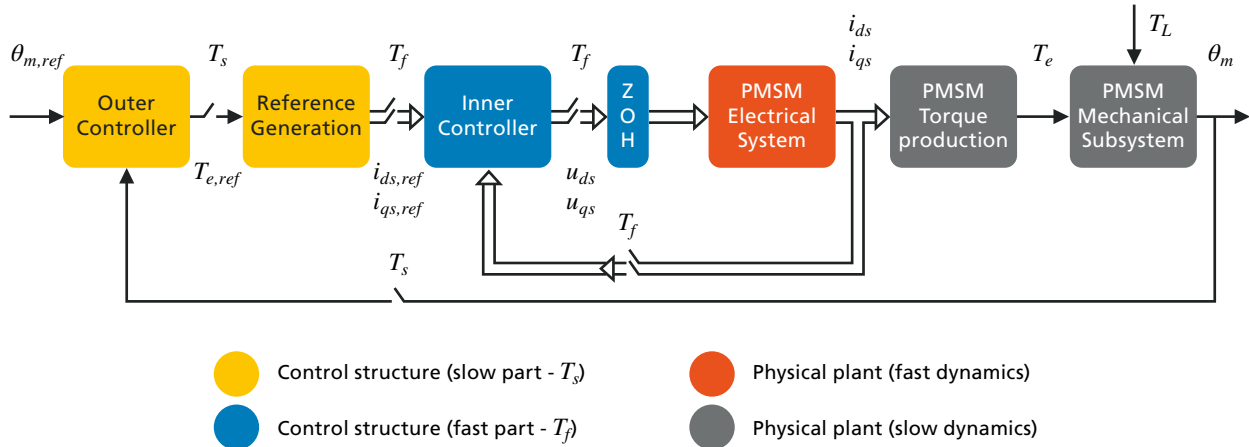 θm,ref
Ts
Tf
Tf
ids
iqs
Te
TL
θm
Outer
Controller
Reference
Generation
Inner
Controller
Z
O
H
PMSM
Electrical
System
PMSM
Torque
production
PMSM
Mechanical
Subsystem
Te,ref
ids,ref
iqs,ref
uds
uqs
Tf
Ts
Control structure (slow part - Ts)
Physical plant (fast dynamics)
Control structure (fast part - Tf)
Physical plant (slow dynamics)